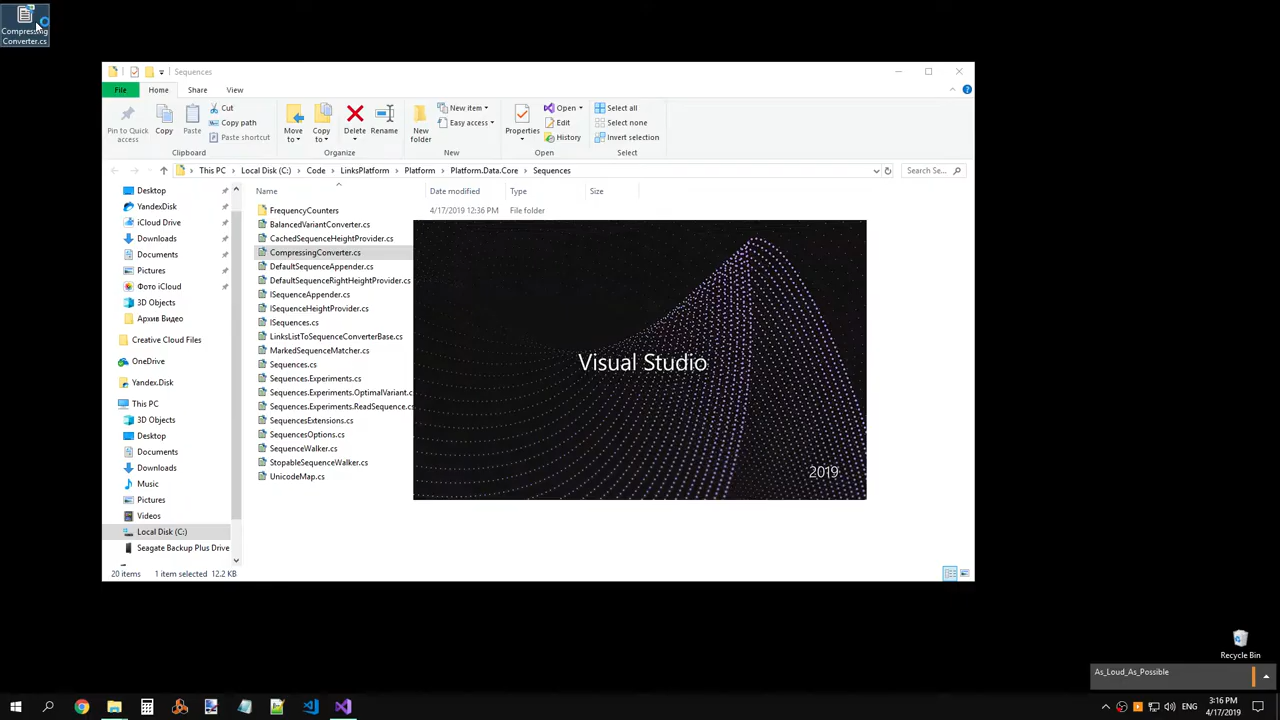 Compressing
Converter.cs
Sequences
File
Home
Share
View
Pin to Quick
access
Copy
Paste
Cut
Copy path
Paste shortcut
Clipboard
Move
to
Copy
to
Delete
Rename
Organize
New
folder
New item
Easy access
New
Properties
Open
Edit
History
Open
Select all
Select none
Invert selection
Select
This PC
Local Disk (C:)
Code
LinksPlatform
Platform
Platform.Data.Core
Sequences
Search Se...
Desktop
YandexDisk
iCloud Drive
Downloads
Documents
Pictures
Фото iCloud
3D Objects
Архив Видео
Creative Cloud Files
OneDrive
Yandex.Disk
This PC
3D Objects
Desktop
Documents
Downloads
Music
Pictures
Videos
Local Disk (C:)
Seagate Backup Plus Drive
Name
Date modified
Type
Size
FrequencyCounters
4/17/2019 12:36 PM
File folder
BalancedVariantConverter.cs
CachedSequenceHeightProvider.cs
CompressingConverter.cs
DefaultSequenceAppender.cs
DefaultSequenceRightHeightProvider.cs
ISequenceAppender.cs
ISequenceHeightProvider.cs
ISequences.cs
LinksListToSequenceConverterBase.cs
MarkedSequenceMatcher.cs
Sequences.cs
Sequences.Experiments.cs
Sequences.Experiments.OptimalVariant.c
Sequences.Experiments.ReadSequence.cs
SequencesExtensions.cs
SequencesOptions.cs
SequenceWalker.cs
StopableSequenceWalker.cs
UnicodeMap.cs
Visual Studio
2019
20 items
1 item selected 12.2 KB
Recycle Bin
As_Loud_As_Possible
ENG
3:16 PM
4/17/2019